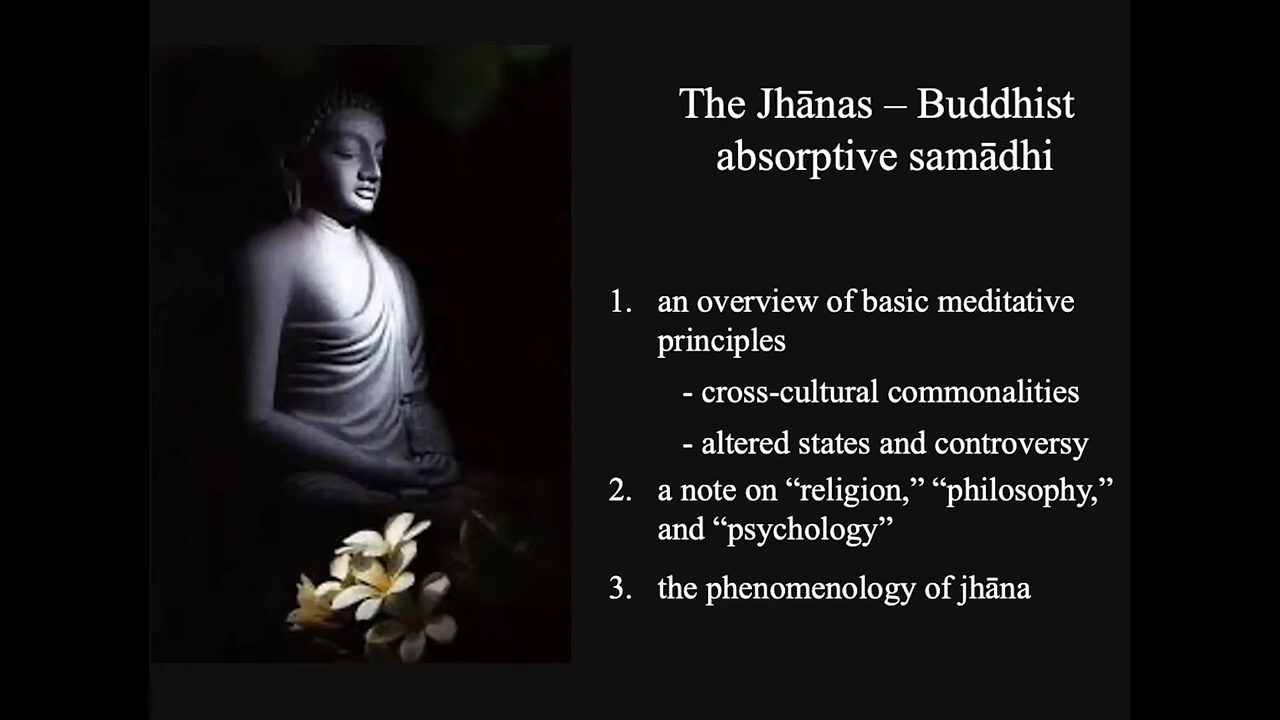 The Jhānas – Buddhist
absorptive samādhi
1. an overview of basic meditative
principles
- cross-cultural commonalities
- altered states and controversy
2. a note on “religion,” “philosophy,”
and “psychology”
3. the phenomenology of jhāna